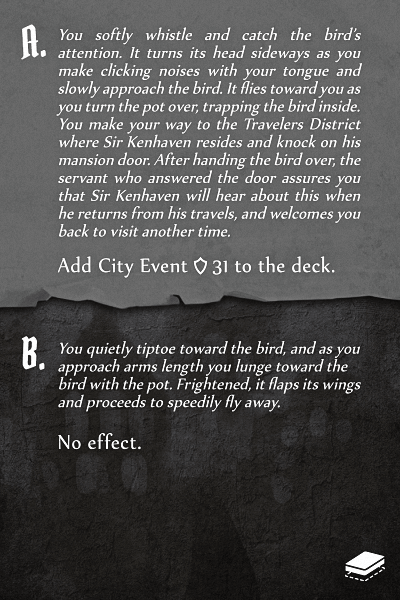 A. You softly whistle and catch the bird's
attention. It turns its head sideways as you
make clicking noises with your tongue and
slowly approach the bird. It flies toward you as
you turn the pot over, trapping the bird inside.
You make your way to the Travelers District
where Sir Kenhaven resides and knock on his
mansion door. After handing the bird over, the
servant who answered the door assures you
that Sir Kenhaven will hear about this when
he returns from his travels, and welcomes you
back to visit another time.
Add City Event 31 to the deck.
B. You quietly tiptoe toward the bird, and as you
approach arms length you lunge toward the
bird with the pot. Frightened, it flaps its wings
and proceeds to speedily fly away.
No effect.